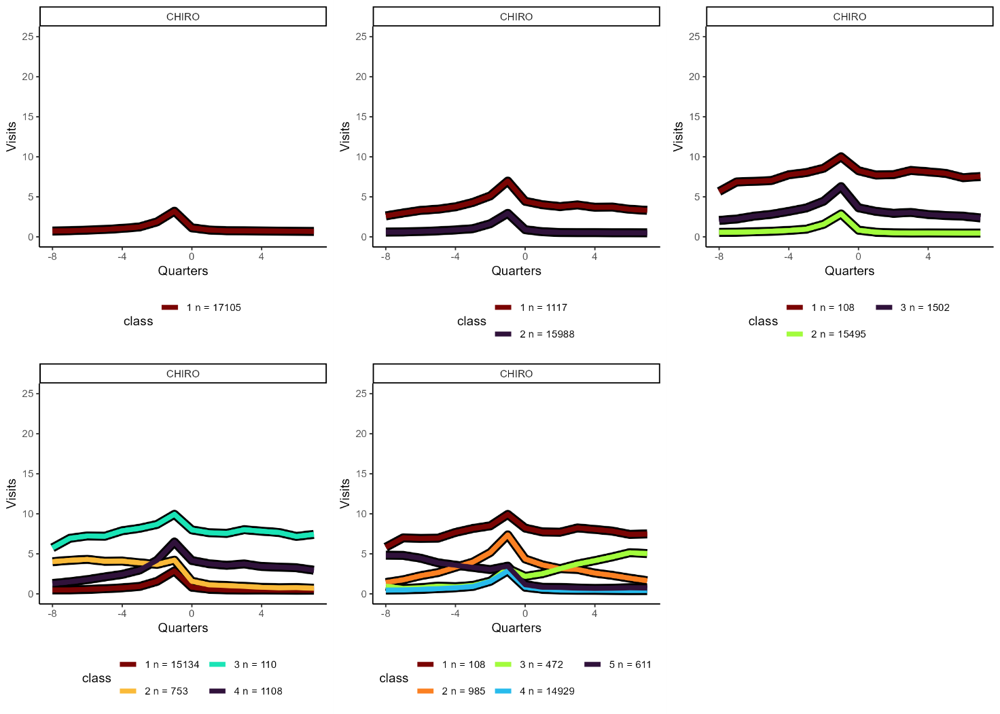 CHIRO
25
20
15
10
5
0
Visits
-8 -4 0 4
Quarters
class
1 n = 17105
CHIRO
25
20
15
10
5
0
Visits
-8 -4 0 4
Quarters
class
1 n = 1117
2 n = 15988
CHIRO
25
20
15
10
5
0
Visits
-8 -4 0 4
Quarters
class
1 n = 108 3 n = 1502
2 n = 15495
CHIRO
25
20
15
10
5
0
Visits
-8 -4 0 4
Quarters
class
1 n = 15134 3 n = 110
2 n = 753 4 n = 1108
CHIRO
25
20
15
10
5
0
Visits
-8 -4 0 4
Quarters
class
1 n = 108 3 n = 472 5 n = 611
2 n = 985 4 n = 14929